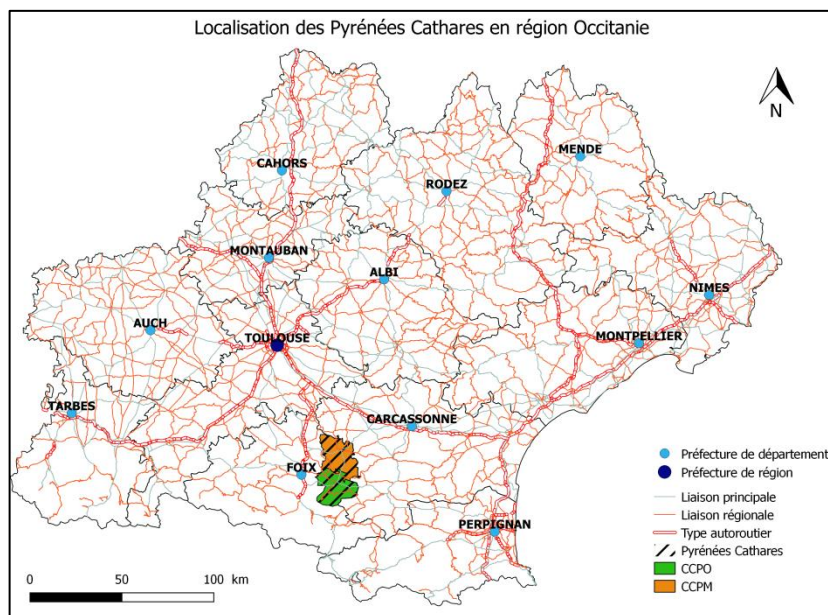 Localisation des Pyrénées Cathares en région Occitanie
N
MENDE
CAHORS
RODEZ
MONTAUBAN
ALBI
NIMES
AUCH
TOULOUSE
MONTPELLIER
TARBES
CARCASSONNE
FOIX
PERPIGNAN
Préfecture de département
Préfecture de région
Liaison principale
Liaison régionale
Type autoroutier
Pyrénées Cathares
CCPO
CCPM
0 50 100 km